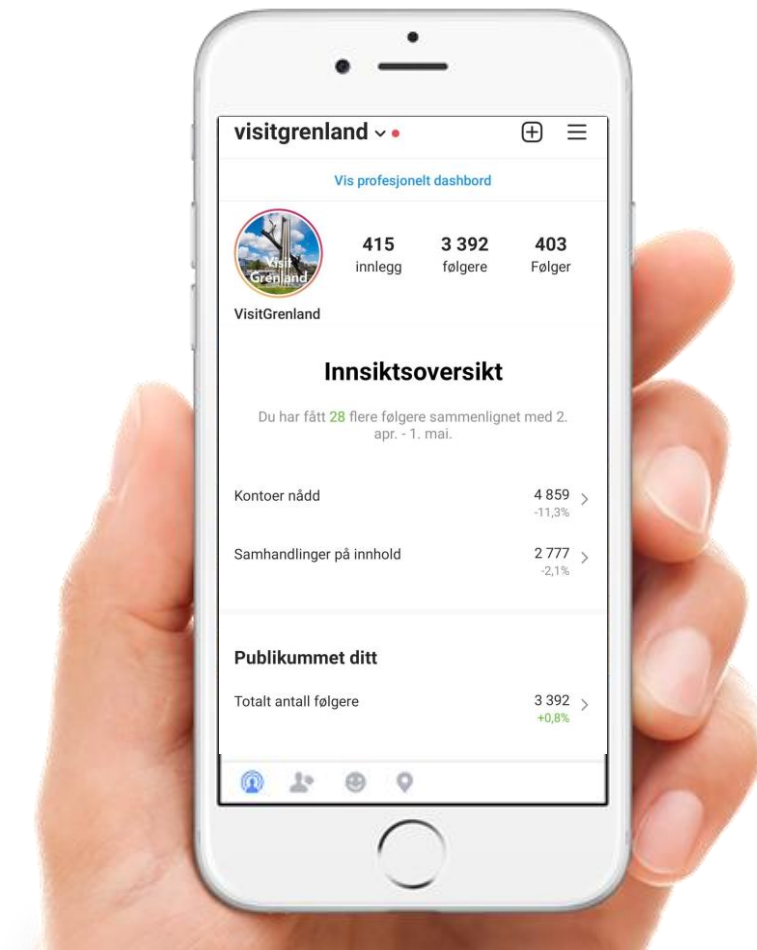 visitgrenland
Vis profesjonelt dashbord
415 3 392 403
innlegg følgere Følger
Visit
Grenland
VisitGrenland
Innsiktsoversikt
Du har fått 28 flere følgere sammenlignet med 2.
apr. - 1. mai.
Kontoer nådd 4 859
-11,3%
Samhandlinger på innhold 2 777
-2,1%
Publikummet ditt
Totalt antall følgere 3 392
+0,8%